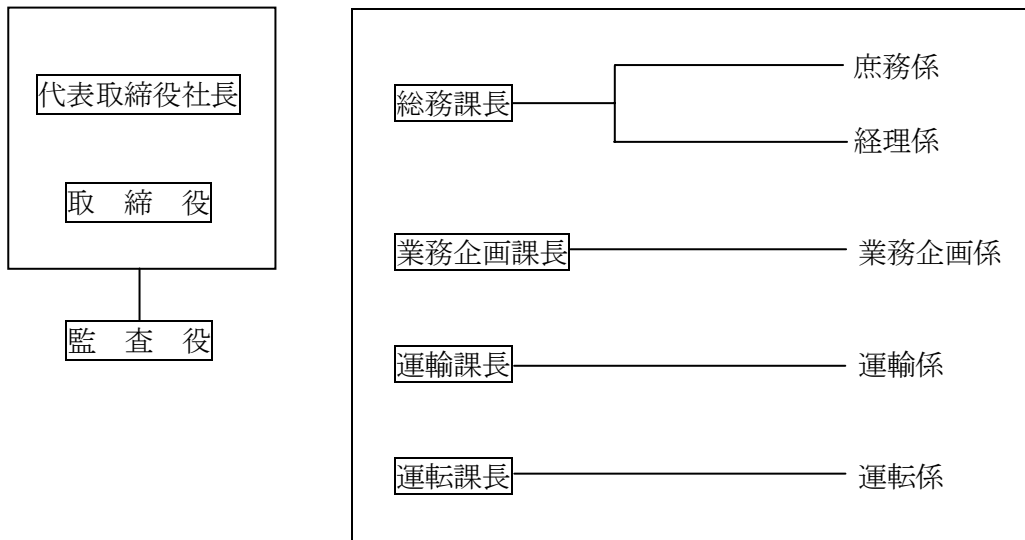 代表取締役社長
取　締　役
監　査　役
総務課長
庶務係
経理係
業務企画課長
業務企画係
運輸課長
運輸係
運転課長
運転係